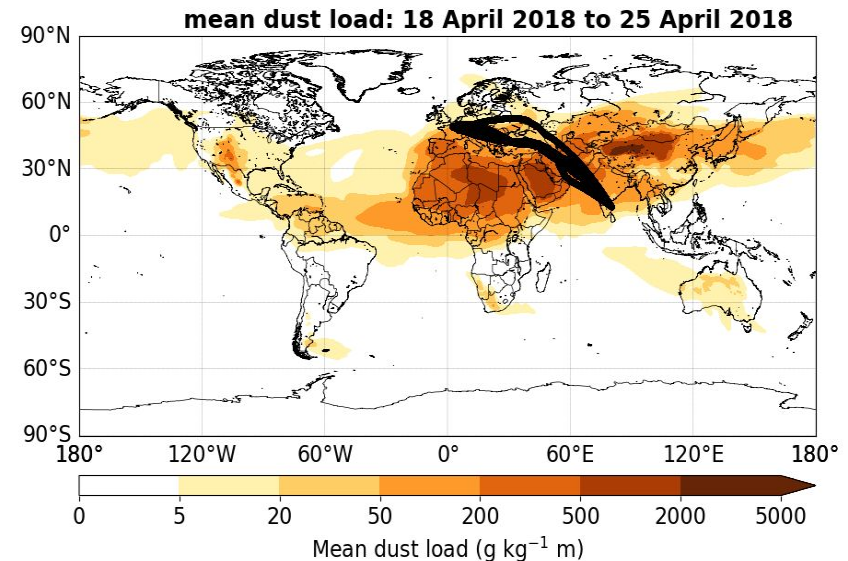 mean dust load: 18 April 2018 to 25 April 2018
90°N
60°N
30°N
0°
30°S
60°S
90°S
180° 120°W 60°W 0° 60°E 120°E 180°
0 5 20 50 200 500 2000 5000
Mean dust load (g kg⁻¹ m)